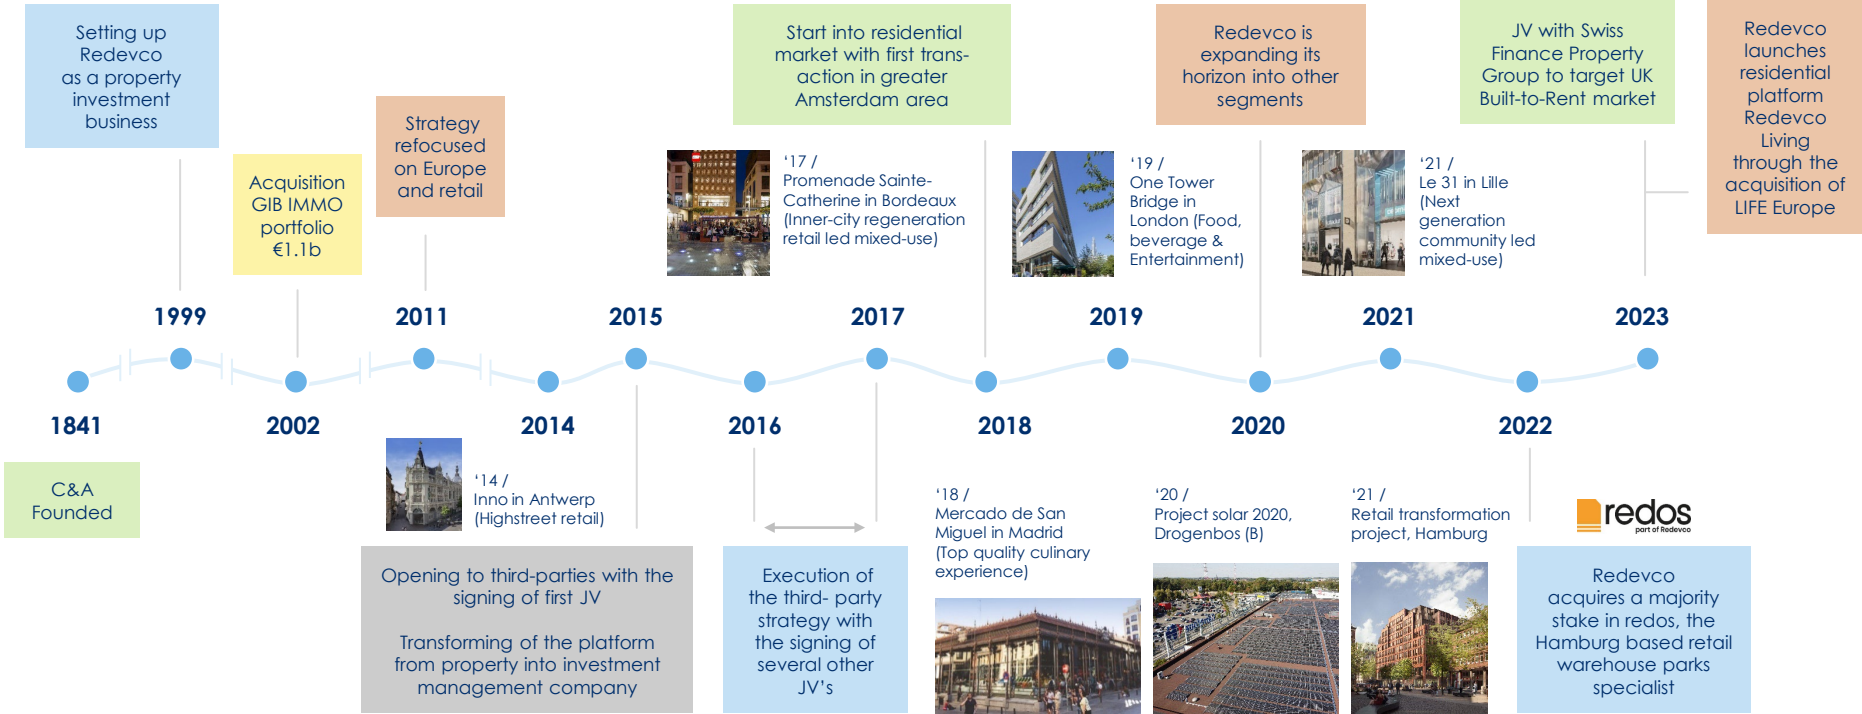 Setting up
Redevco
as a property
investment
business
Acquisition
GIB IMMO
portfolio
€1.1b
Strategy
refocused
on Europe
and retail
Start into residential
market with first trans-
action in greater
Amsterdam area
‘17 /
Promenade Sainte-
Catherine in Bordeaux
(Inner-city regeneration
retail led mixed-use)
Redevco is
expanding its
horizon into other
segments
‘19 /
One Tower
Bridge in
London (Food,
beverage &
Entertainment)
JV with Swiss
Finance Property
Group to target UK
Built-to-Rent market
‘21 /
Le 31 in Lille
(Next
generation
community led
mixed-use)
Redevco
launches
residential
platform
Redevco
Living
through the
acquisition of
LIFE Europe
1999
2011
2015
2017
2019
2021
2023
1841
2002
2014
2016
2018
2020
2022
C&A
Founded
‘14 /
Inno in Antwerp
(Highstreet retail)
Opening to third-parties with the
signing of first JV
Transforming of the platform
from property into investment
management company
Execution of
the third- party
strategy with
the signing of
several other
JV’s
‘18 /
Mercado de San
Miguel in Madrid
(Top quality culinary
experience)
‘20 /
Project solar 2020,
Drogenbos (B)
‘21 /
Retail transformation
project, Hamburg
redos
part of Redevco
Redevco
acquires a majority
stake in redos, the
Hamburg based retail
warehouse parks
specialist